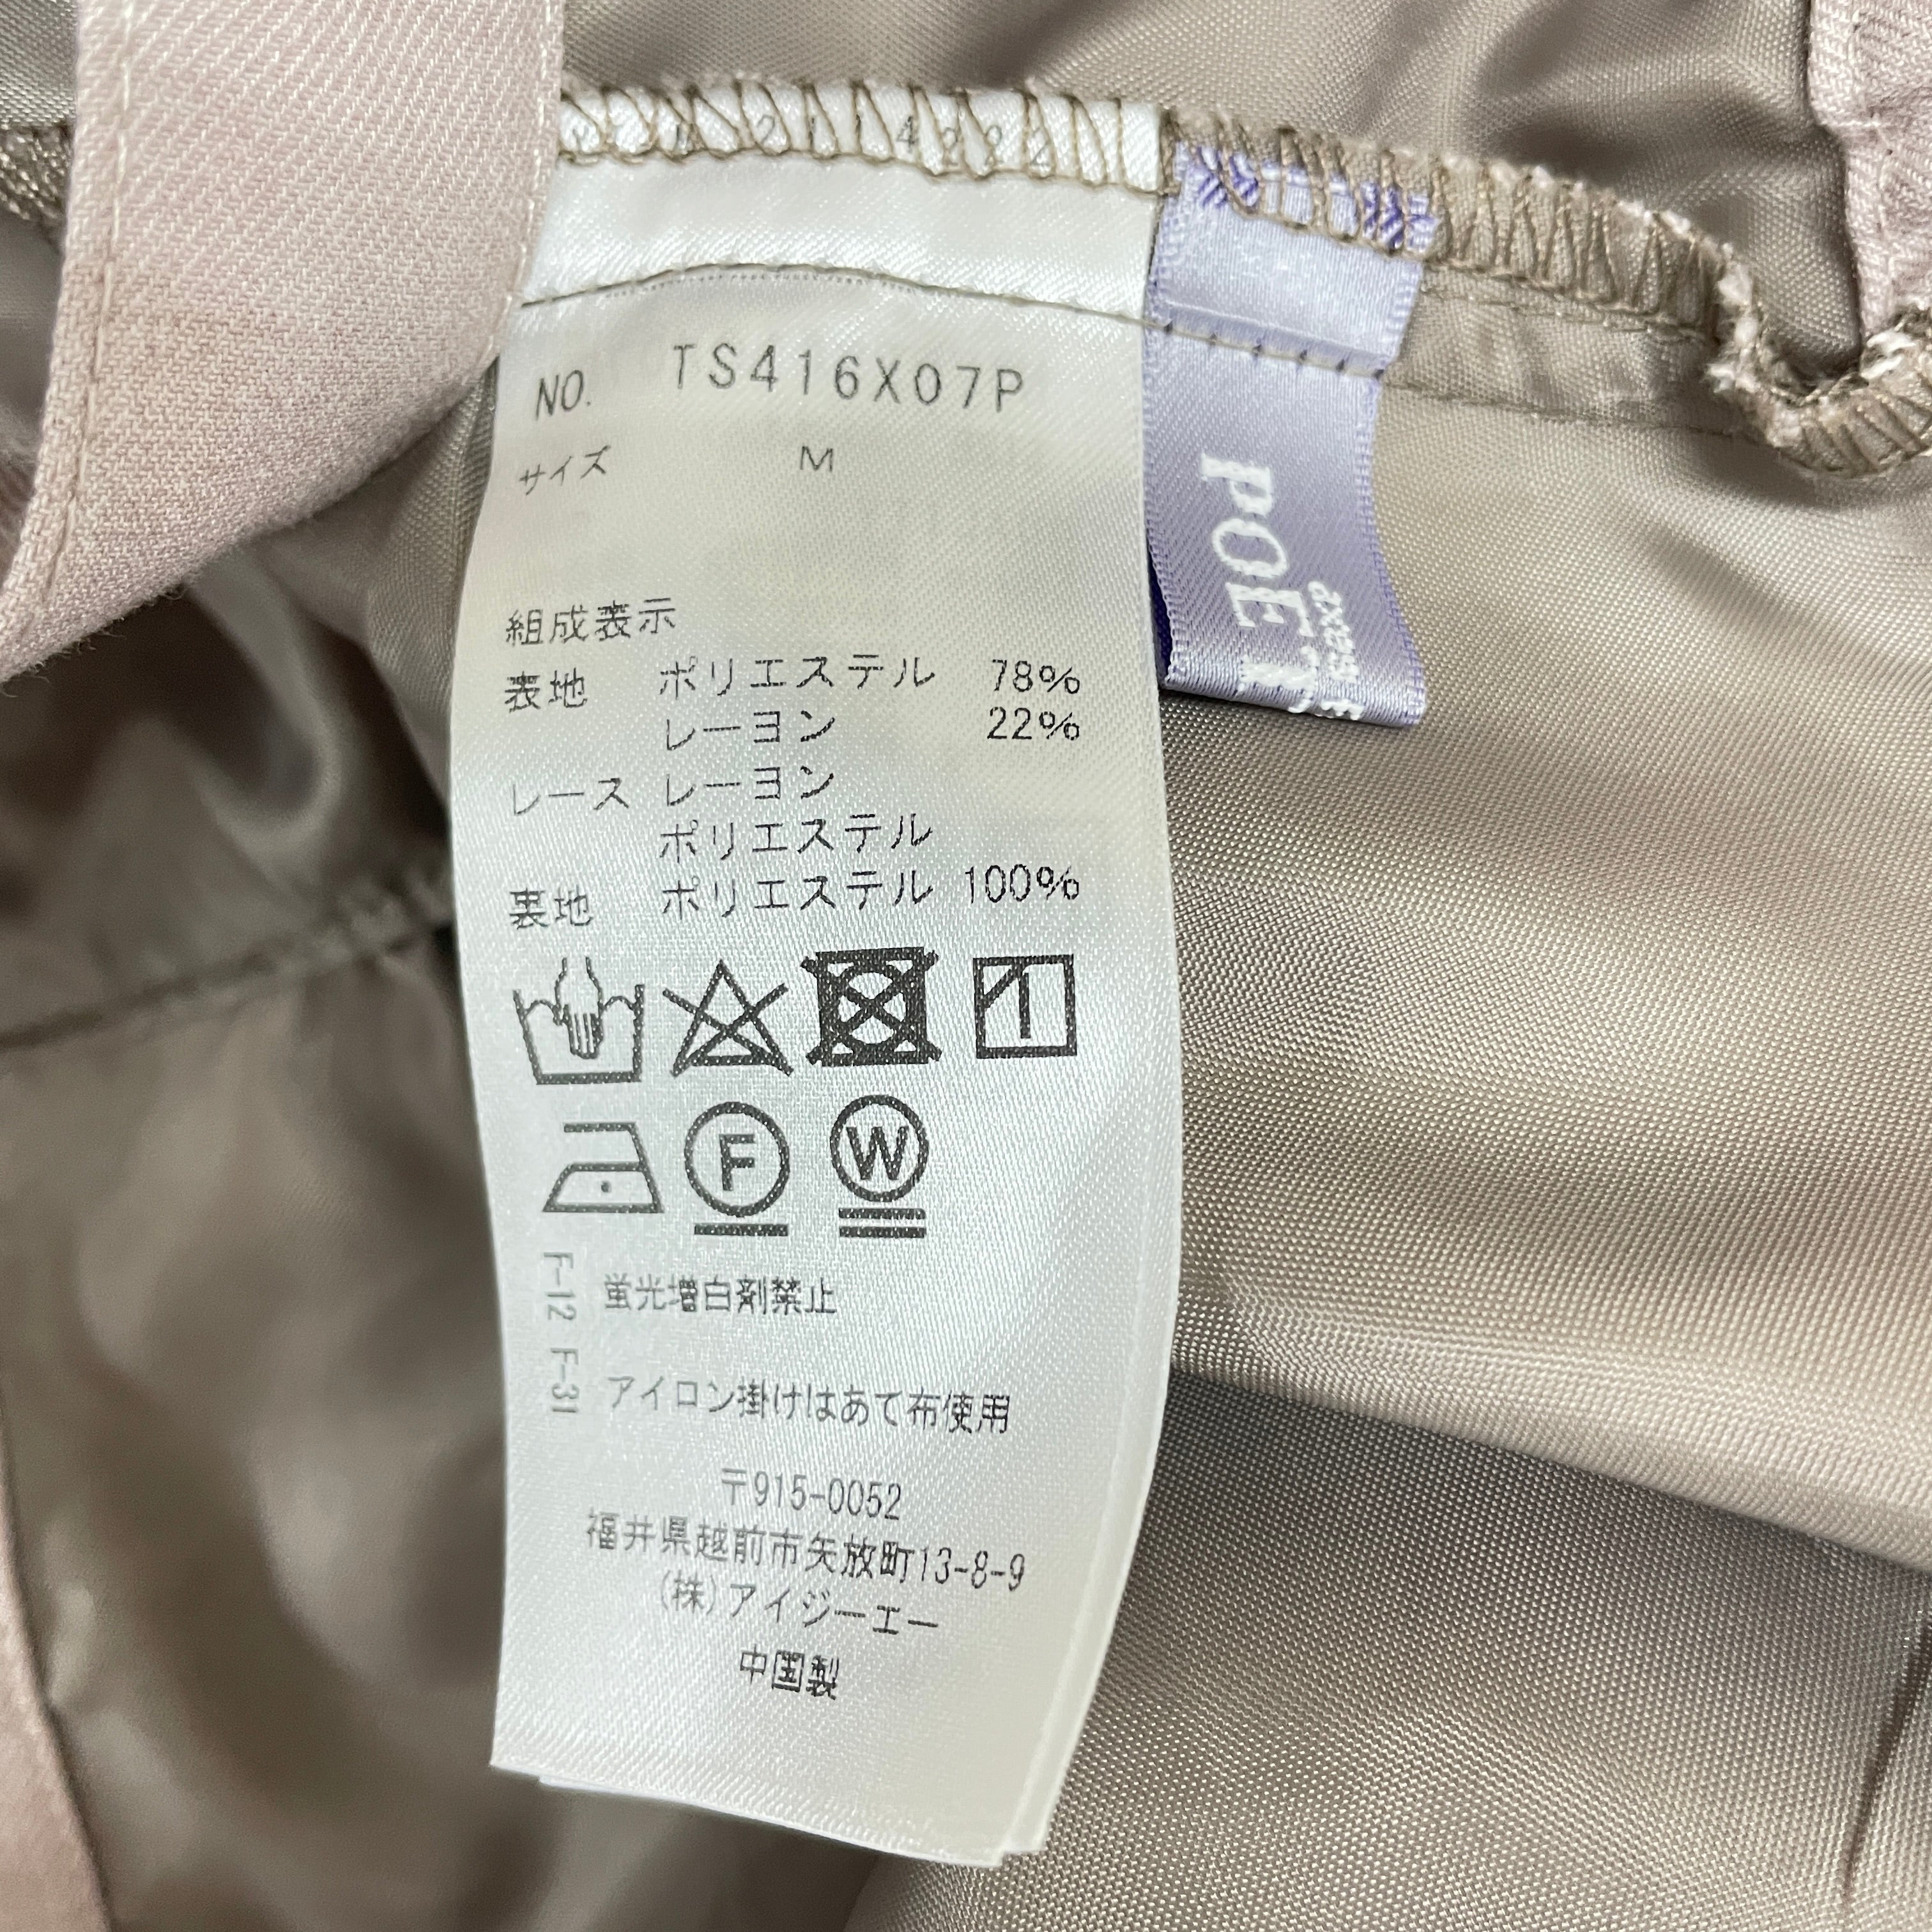 NO. TS416X07P
サイズ M
組成表示
表地 ポリエステル 78%
レーヨン 22%
レース レーヨン
ポリエステル
裏地 ポリエステル 100%
F
W
F-12 F-31
蛍光増白剤禁止
アイロン掛けはあて布使用
〒915-0052
福井県越前市矢放町13-8-9
(株)アイジーエー
中国製
POE
axes